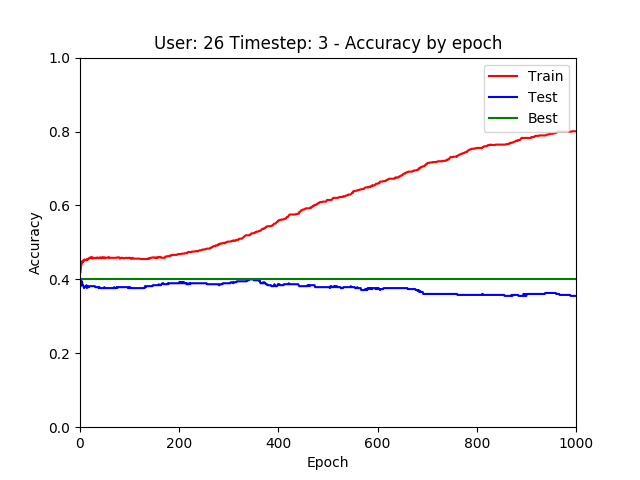 User: 26 Timestep: 3 - Accuracy by epoch
1.0
0.8
0.6
0.4
0.2
0.0
Accuracy
Train
Test
Best
0 200 400 600 800 1000
Epoch